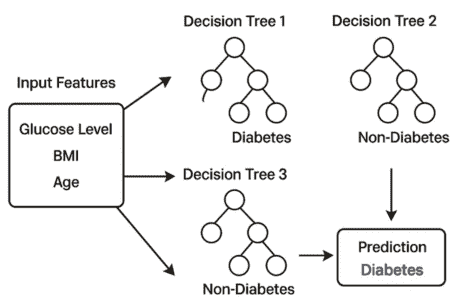 Decision Tree 1
Decision Tree 2
Input Features
Glucose Level
BMI
Age
Diabetes
Non-Diabetes
Decision Tree 3
Non-Diabetes
Prediction
Diabetes